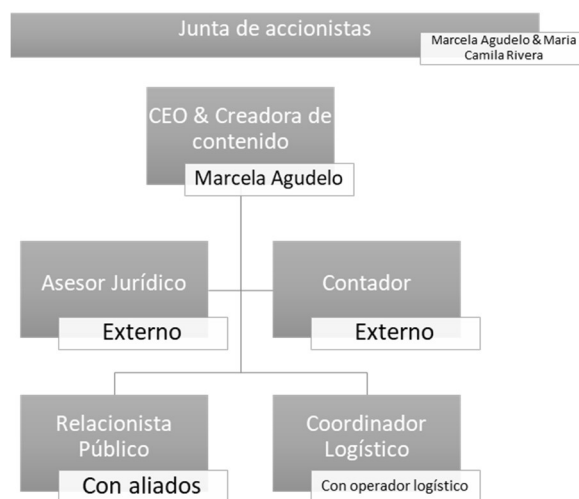 Junta de accionistas
Marcela Agudelo & Maria
Camila Rivera
CEO & Creadora de
contenido
Marcela Agudelo
Asesor Jurídico
Externo
Contador
Externo
Relacionista
Público
Con aliados
Coordinador
Logístico
Con operador logístico